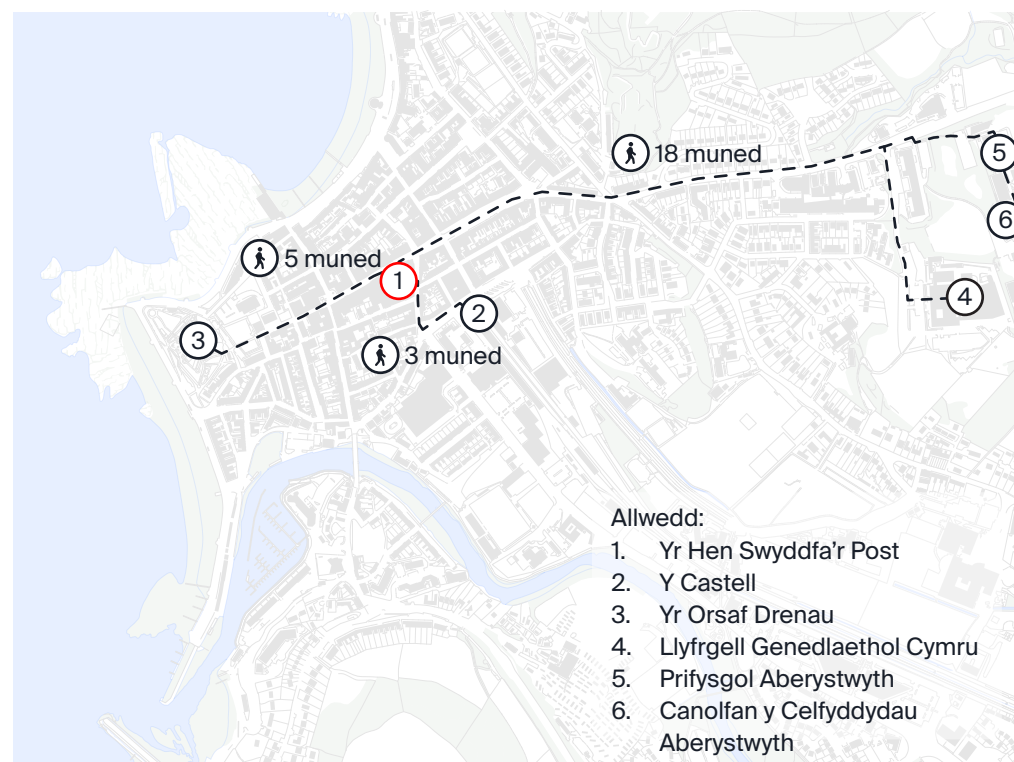 18 muned
5
6
5 muned
1
4
2
3
3 muned
Allwedd:
1. Yr Hen Swyddfa’r Post
2. Y Castell
3. Yr Orsaf Drenau
4. Llyfrgell Genedlaethol Cymru
5. Prifysgol Aberystwyth
6. Canolfan y Celfyddydau
Aberystwyth